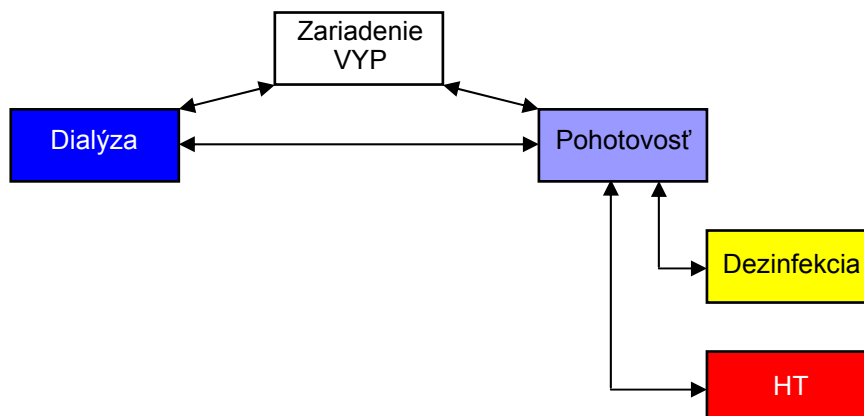 Zariadenie
VYP
Dialýza
Pohotovosť
Dezinfekcia
HT